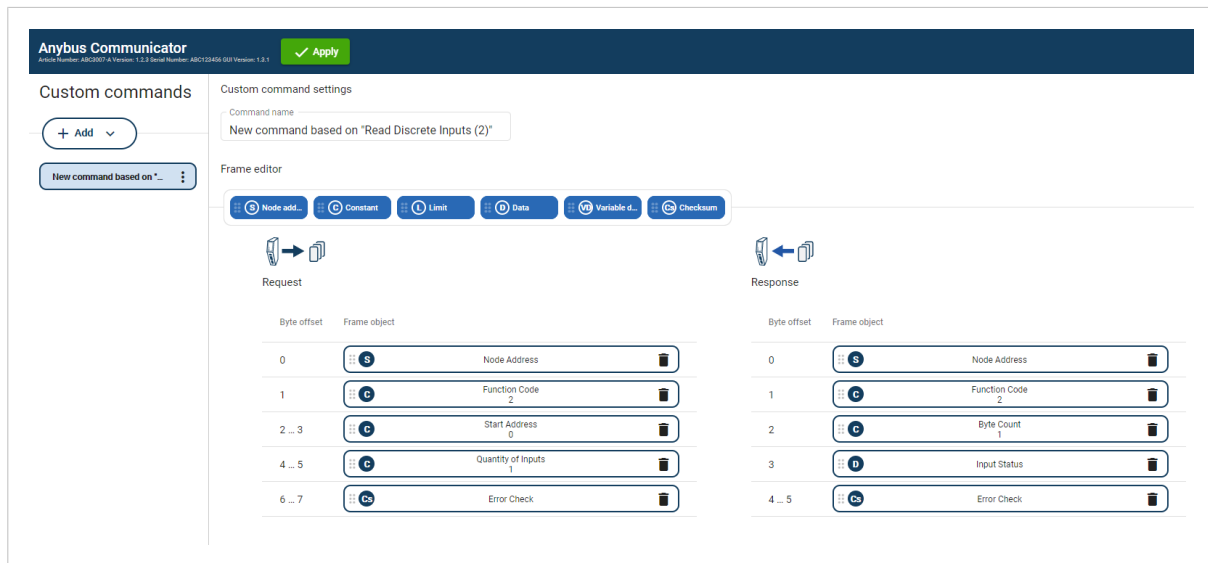 Anybus Communicator
Article Number: ABC3007-A Version: 1.2.3 Serial Number: ABC123456 GUI Version: 1.3.1
Apply
Custom commands
Add
New command based on "...
Custom command settings
Command name
New command based on "Read Discrete Inputs (2)"
Frame editor
S Node add...
C Constant
L Limit
D Data
VD Variable d...
Cs Checksum
Request
Byte offset Frame object
0 S Node Address
1 C Function Code
2
2 ... 3 C Start Address
0
4 ... 5 C Quantity of Inputs
1
6 ... 7 Cs Error Check
Response
Byte offset Frame object
0 S Node Address
1 C Function Code
2
2 C Byte Count
1
3 D Input Status
4 ... 5 Cs Error Check